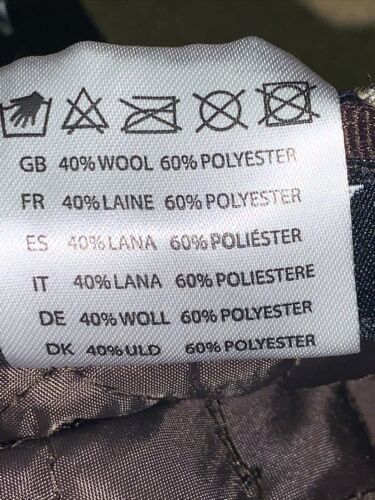 GB 40% WOOL 60% POLYESTER
FR 40% LAINE 60% POLYESTER
ES 40% LANA 60% POLIÉSTER
IT 40% LANA 60% POLIESTERE
DE 40% WOLL 60% POLYESTER
DK 40% ULD 60% POLYESTER